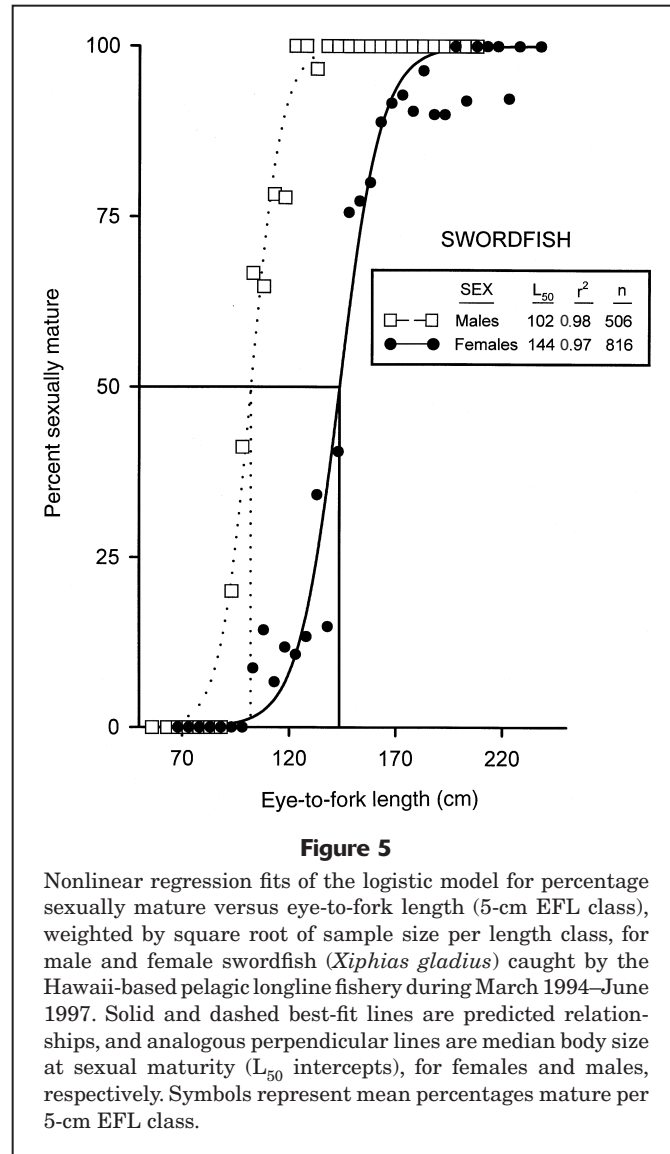 100
75
50
25
0
Percent sexually mature
SWORDFISH
SEX L50 r2 n
Males 102 0.98 506
Females 144 0.97 816
70 120 170 220
Eye-to-fork length (cm)
Figure 5
Nonlinear regression fits of the logistic model for percentage
sexually mature versus eye-to-fork length (5-cm EFL class),
weighted by square root of sample size per length class, for
male and female swordfish (Xiphias gladius) caught by the
Hawaii-based pelagic longline fishery during March 1994–June
1997. Solid and dashed best-fit lines are predicted relation-
ships, and analogous perpendicular lines are median body size
at sexual maturity (L50 intercepts), for females and males,
respectively. Symbols represent mean percentages mature per
5-cm EFL class.